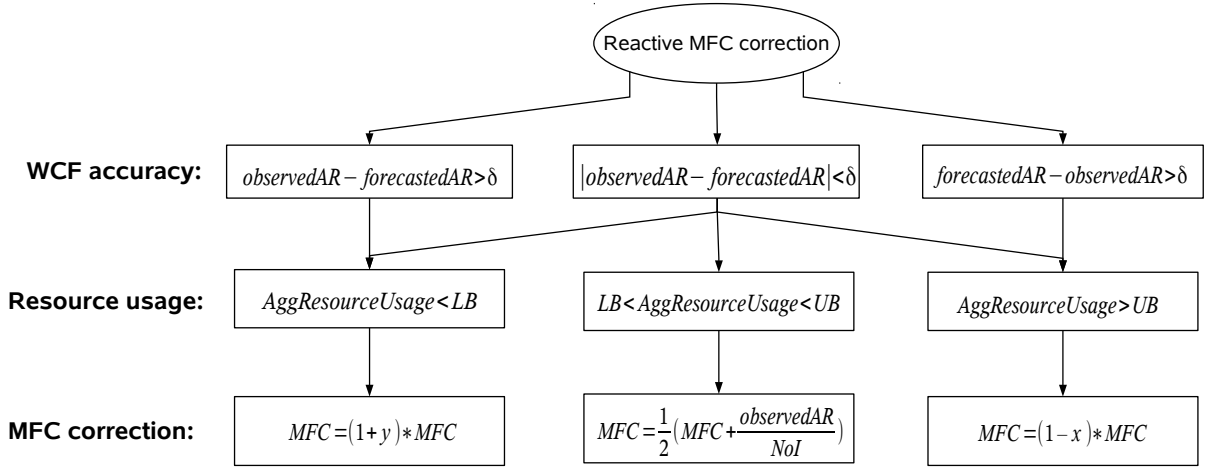 Reactive MFC correction
WCF accuracy:
observedAR − forecastedAR>δ
|observedAR − forecastedAR|<δ
forecastedAR − observedAR>δ
Resource usage:
AggResourceUsage<LB
LB<AggResourceUsage<UB
AggResourceUsage>UB
MFC correction:
MFC=(1+y)*MFC
MFC=1/2(MFC+observedAR/NoI)
MFC=(1−x)*MFC